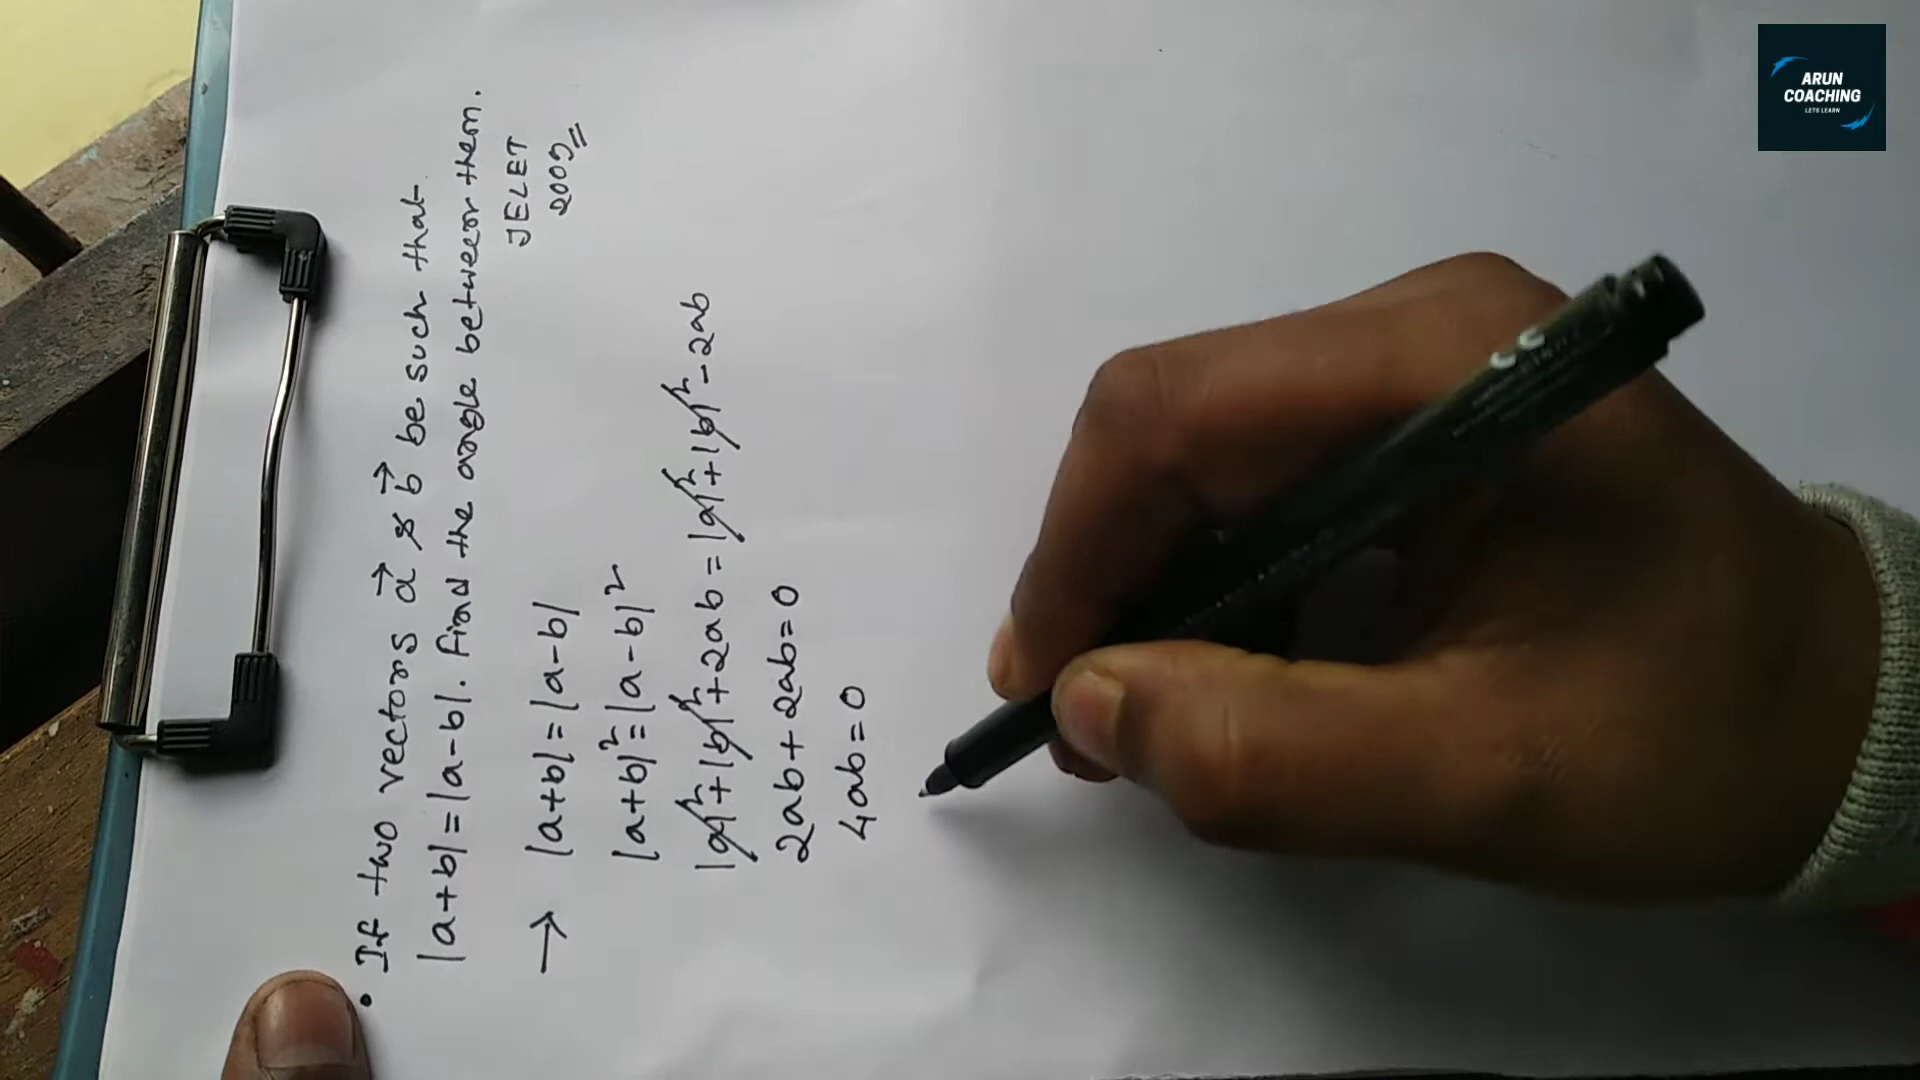 • If two vectors a⃗ & b⃗ be such that
|a+b|=|a-b|. Find the angle between them.
JELET
2009
→ |a+b|=|a-b|
|a+b|²=|a-b|²
|a|²+|b|²+2ab=|a|²+|b|²-2ab
2ab+2ab=0
4ab=0
ARUN
COACHING
LETS LEARN